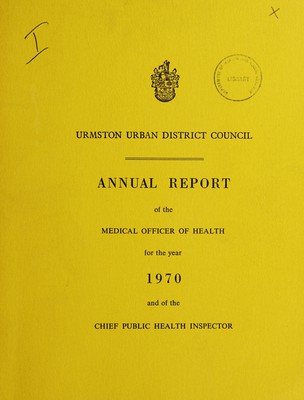 I
x
URMSTON URBAN DISTRICT COUNCIL
ANNUAL REPORT
of the
MEDICAL OFFICER OF HEALTH
for the year
1970
and of the
CHIEF PUBLIC HEALTH INSPECTOR